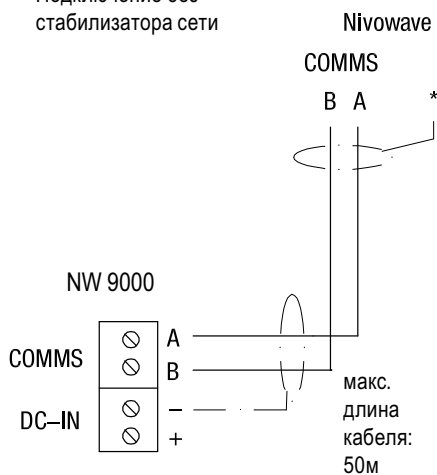 стабилизатора сети
Nivowave
COMMS
B A *
NW 9000
COMMS
A
B
DC–IN
–
+
макс.
длина
кабеля:
50м